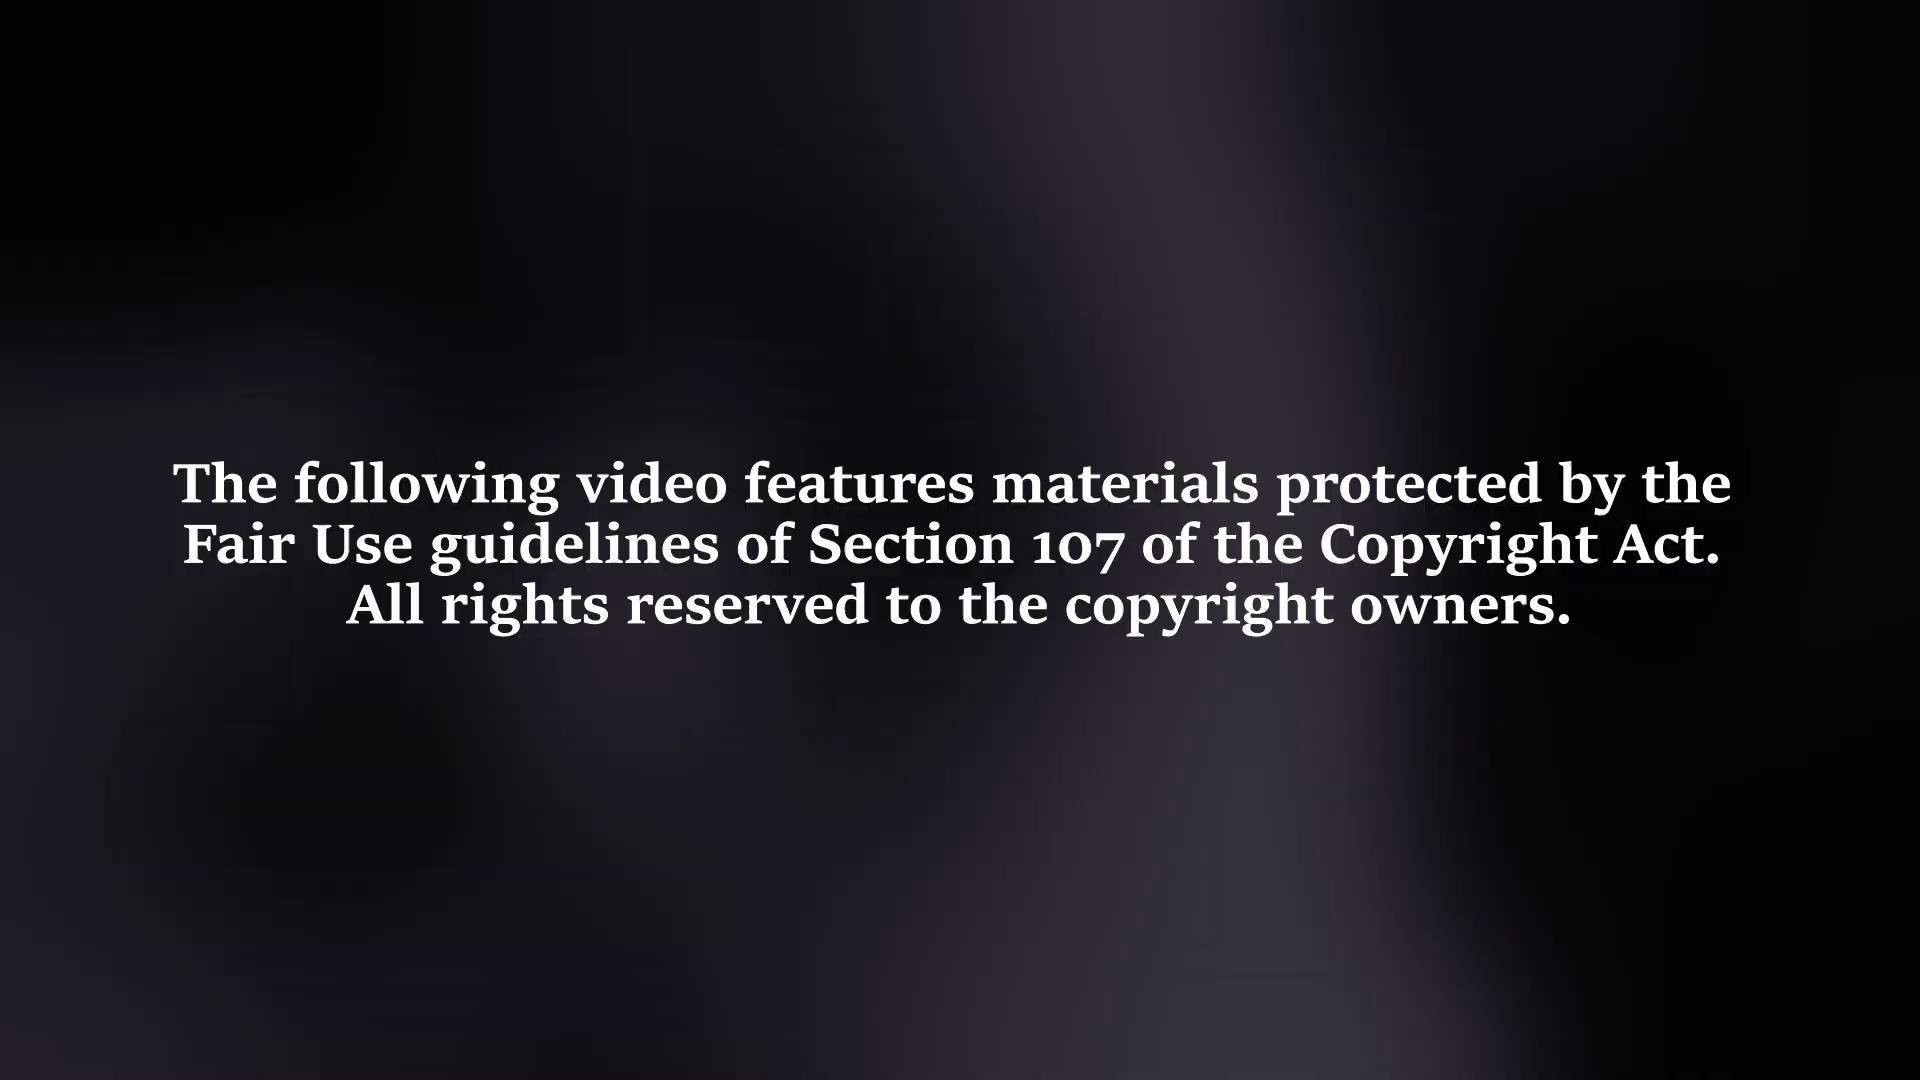 The following video features materials protected by the
Fair Use guidelines of Section 107 of the Copyright Act.
All rights reserved to the copyright owners.